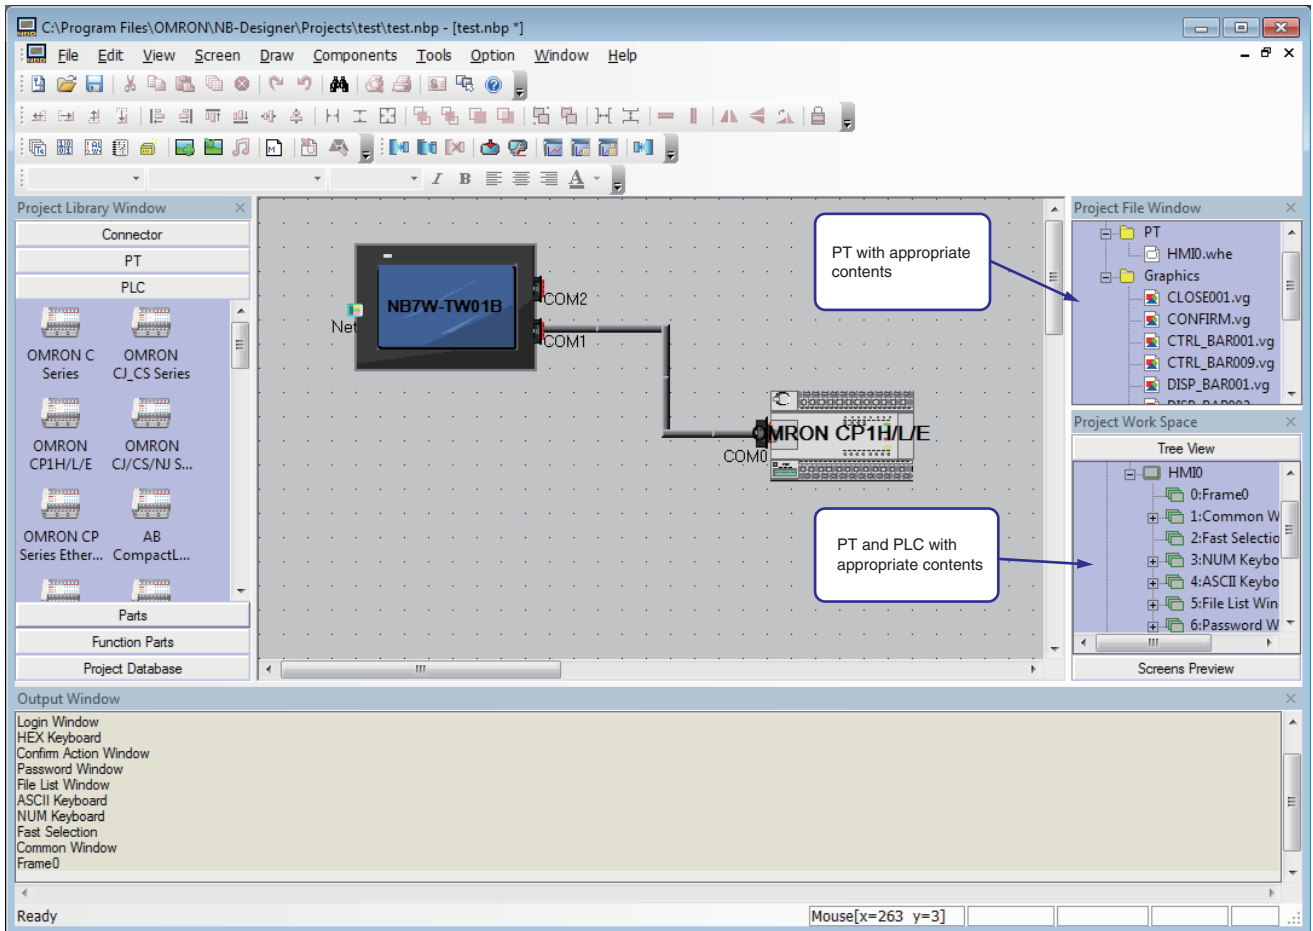 C:\Program Files\OMRON\NB-Designer\Projects\test\test.nbp - [test.nbp *]
File Edit View Screen Draw Components Tools Option Window Help
Project Library Window
Connector
PT
PLC
OMRON C Series
OMRON CJ_CS Series
OMRON CP1H/L/E
OMRON CJ/CS/NJ S...
OMRON CP Series Ether...
AB CompactL...
Parts
Function Parts
Project Database
NB7W-TW01B
COM2
COM1
Net
OMRON CP1H/L/E
COM0
PT with appropriate
contents
PT and PLC with
appropriate contents
Project File Window
PT
HMI0.whe
Graphics
CLOSE001.vg
CONFIRM.vg
CTRL_BAR001.vg
CTRL_BAR009.vg
DISP_BAR001.vg
Project Work Space
Tree View
HMI0
0:Frame0
1:Common W
2:Fast Selectio
3:NUM Keybo
4:ASCII Keybo
5:File List Win
6:Password W
Screens Preview
Output Window
Login Window
HEX Keyboard
Confirm Action Window
Password Window
File List Window
ASCII Keyboard
NUM Keyboard
Fast Selection
Common Window
Frame0
Ready
Mouse[x=263 y=3]